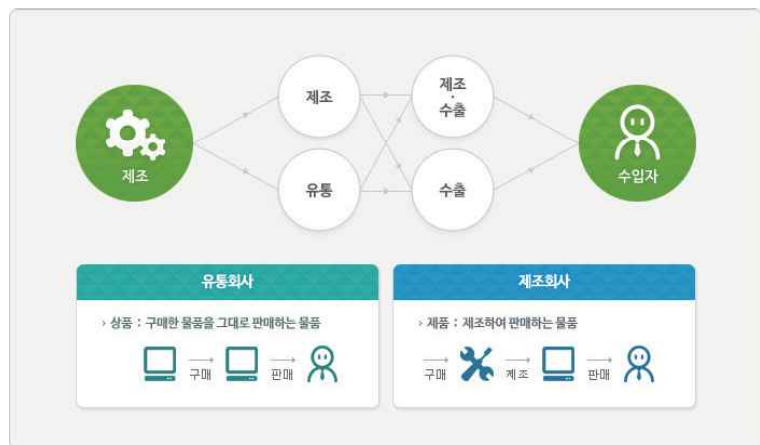 제조
제조
유통
제조
·
수출
수출
수입자
유통회사
› 상품 : 구매한 물품을 그대로 판매하는 물품
구매
판매
제조회사
› 제품 : 제조하여 판매하는 물품
구매
제조
판매